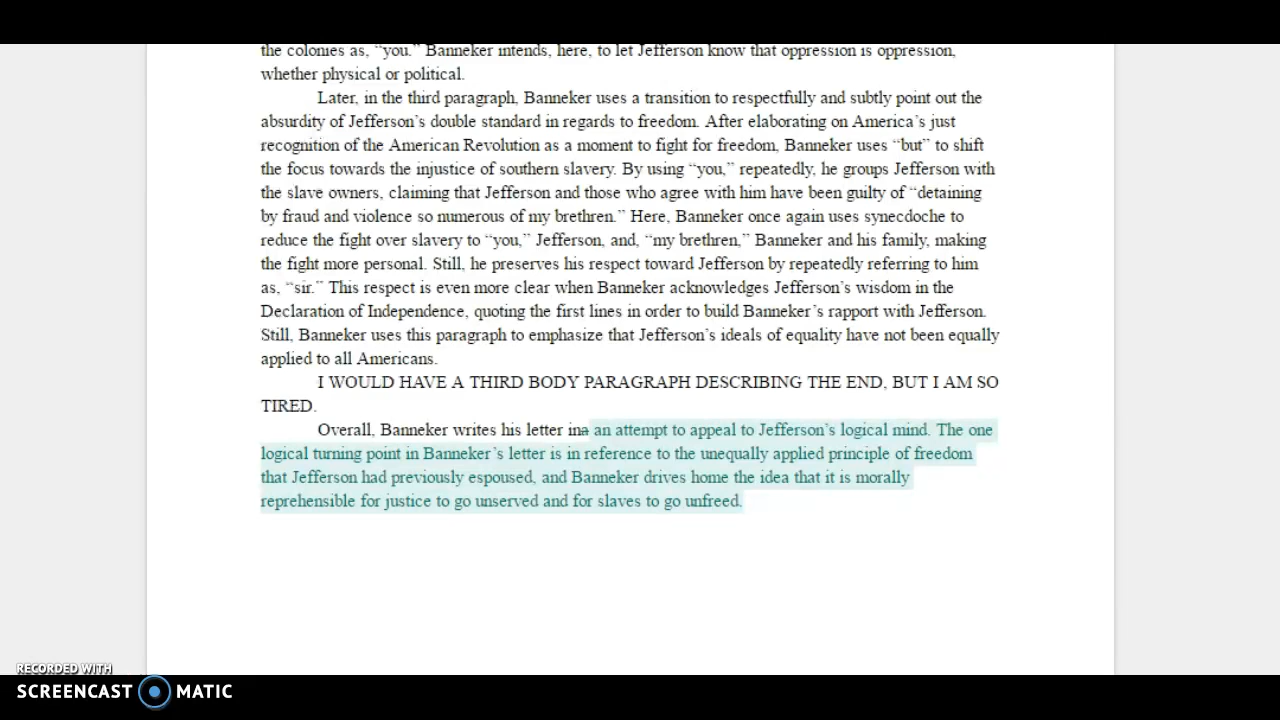 the colonies as, “you.” Banneker intends, here, to let Jefferson know that oppression is oppression,
whether physical or political.
Later, in the third paragraph, Banneker uses a transition to respectfully and subtly point out the
absurdity of Jefferson’s double standard in regards to freedom. After elaborating on America’s just
recognition of the American Revolution as a moment to fight for freedom, Banneker uses “but” to shift
the focus towards the injustice of southern slavery. By using “you,” repeatedly, he groups Jefferson with
the slave owners, claiming that Jefferson and those who agree with him have been guilty of “detaining
by fraud and violence so numerous of my brethren.” Here, Banneker once again uses synecdoche to
reduce the fight over slavery to “you,” Jefferson, and, “my brethren,” Banneker and his family, making
the fight more personal. Still, he preserves his respect toward Jefferson by repeatedly referring to him
as, “sir.” This respect is even more clear when Banneker acknowledges Jefferson’s wisdom in the
Declaration of Independence, quoting the first lines in order to build Banneker’s rapport with Jefferson.
Still, Banneker uses this paragraph to emphasize that Jefferson’s ideals of equality have not been equally
applied to all Americans.
I WOULD HAVE A THIRD BODY PARAGRAPH DESCRIBING THE END, BUT I AM SO
TIRED.
Overall, Banneker writes his letter ina an attempt to appeal to Jefferson’s logical mind. The one
logical turning point in Banneker’s letter is in reference to the unequally applied principle of freedom
that Jefferson had previously espoused, and Banneker drives home the idea that it is morally
reprehensible for justice to go unserved and for slaves to go unfreed.
RECORDED WITH
SCREENCAST MATIC